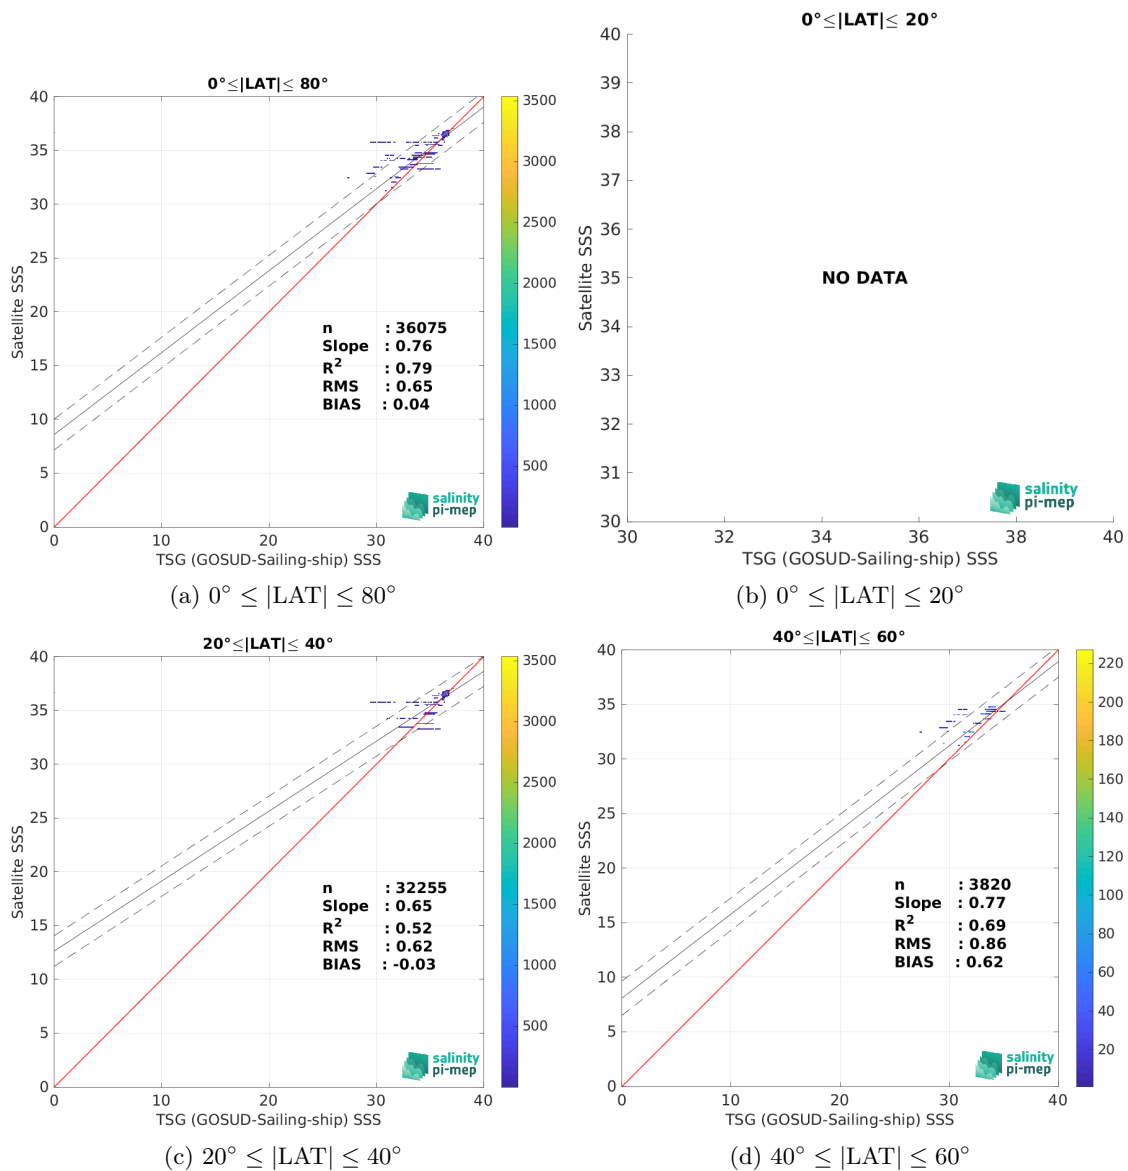 0°≤|LAT|≤ 80°
40
35
30
25
20
15
10
5
0
Satellite SSS
0
10
20
30
40
TSG (GOSUD-Sailing-ship) SSS
n : 36075
Slope : 0.76
R² : 0.79
RMS : 0.65
BIAS : 0.04
salinity
pi-mep
3500
3000
2500
2000
1500
1000
500
(a) 0° ≤ |LAT| ≤ 80°
0°≤|LAT|≤ 20°
40
39
38
37
36
35
34
33
32
31
30
Satellite SSS
NO DATA
30
32
34
36
38
40
TSG (GOSUD-Sailing-ship) SSS
salinity
pi-mep
(b) 0° ≤ |LAT| ≤ 20°
20°≤|LAT|≤ 40°
40
35
30
25
20
15
10
5
0
Satellite SSS
0
10
20
30
40
TSG (GOSUD-Sailing-ship) SSS
n : 32255
Slope : 0.65
R² : 0.52
RMS : 0.62
BIAS : -0.03
salinity
pi-mep
3500
3000
2500
2000
1500
1000
500
(c) 20° ≤ |LAT| ≤ 40°
40°≤|LAT|≤ 60°
40
35
30
25
20
15
10
5
0
Satellite SSS
0
10
20
30
40
TSG (GOSUD-Sailing-ship) SSS
n : 3820
Slope : 0.77
R² : 0.69
RMS : 0.86
BIAS : 0.62
salinity
pi-mep
220
200
180
160
140
120
100
80
60
40
20
(d) 40° ≤ |LAT| ≤ 60°